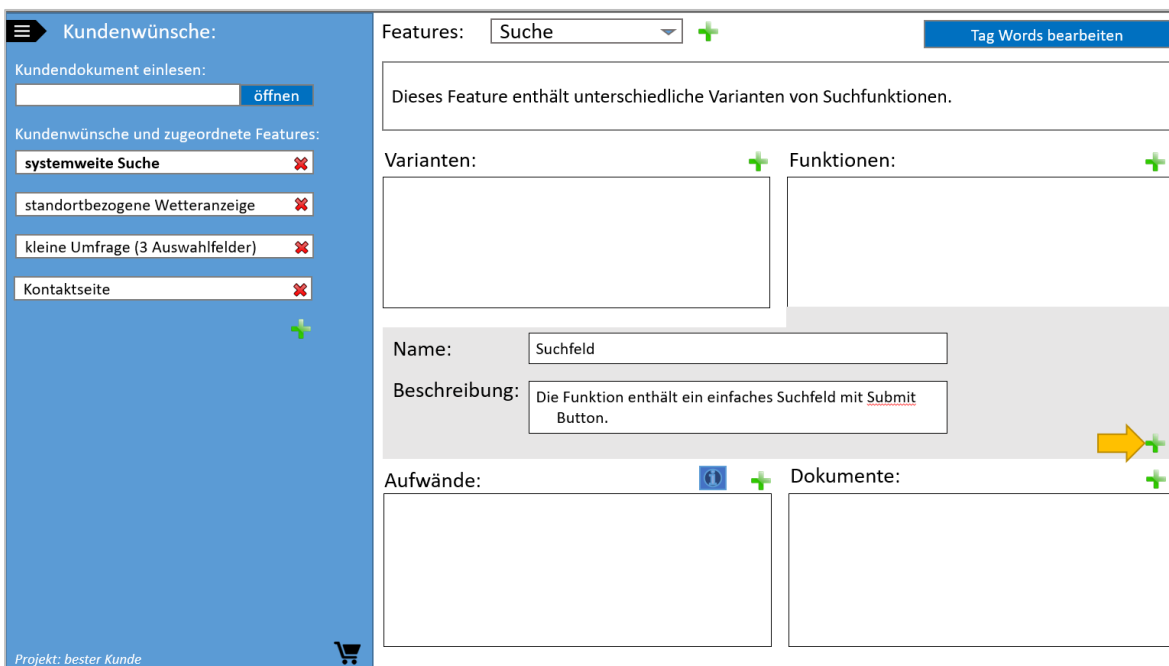 Kundenwünsche:
Kundendokument einlesen:
öffnen
Kundenwünsche und zugeordnete Features:
systemweite Suche
standortbezogene Wetteranzeige
kleine Umfrage (3 Auswahlfelder)
Kontaktseite
Projekt: bester Kunde
Features:
Suche
Tag Words bearbeiten
Dieses Feature enthält unterschiedliche Varianten von Suchfunktionen.
Varianten:
Funktionen:
Name:
Suchfeld
Beschreibung:
Die Funktion enthält ein einfaches Suchfeld mit Submit
Button.
Aufwände:
Dokumente: